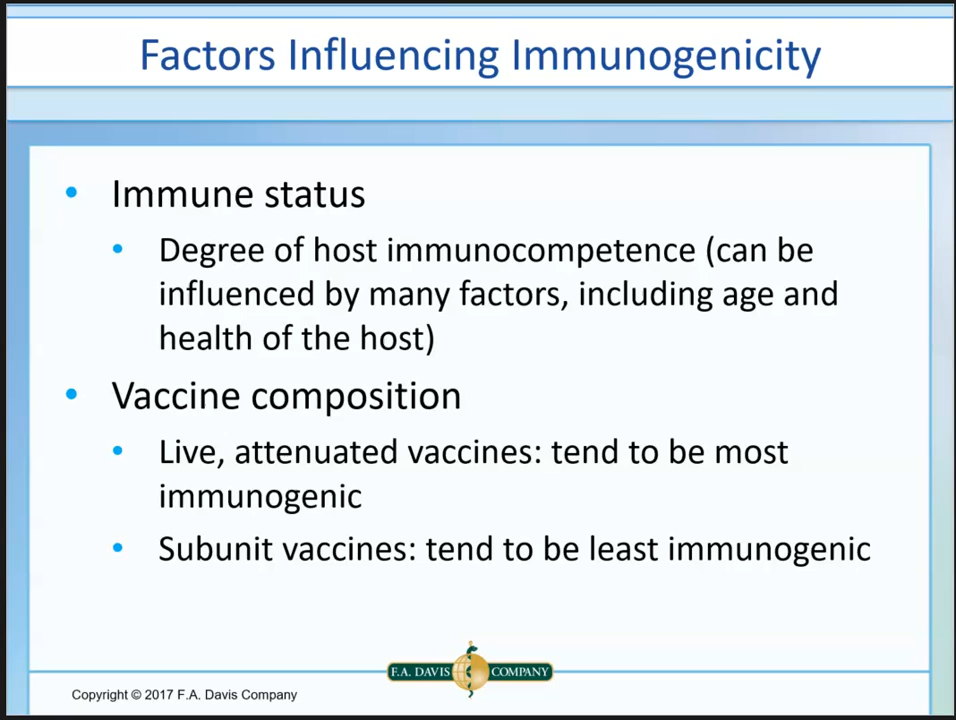 Factors Influencing Immunogenicity
• Immune status
• Degree of host immunocompetence (can be
influenced by many factors, including age and
health of the host)
• Vaccine composition
• Live, attenuated vaccines: tend to be most
immunogenic
• Subunit vaccines: tend to be least immunogenic
F.A. DAVIS COMPANY
Copyright © 2017 F.A. Davis Company